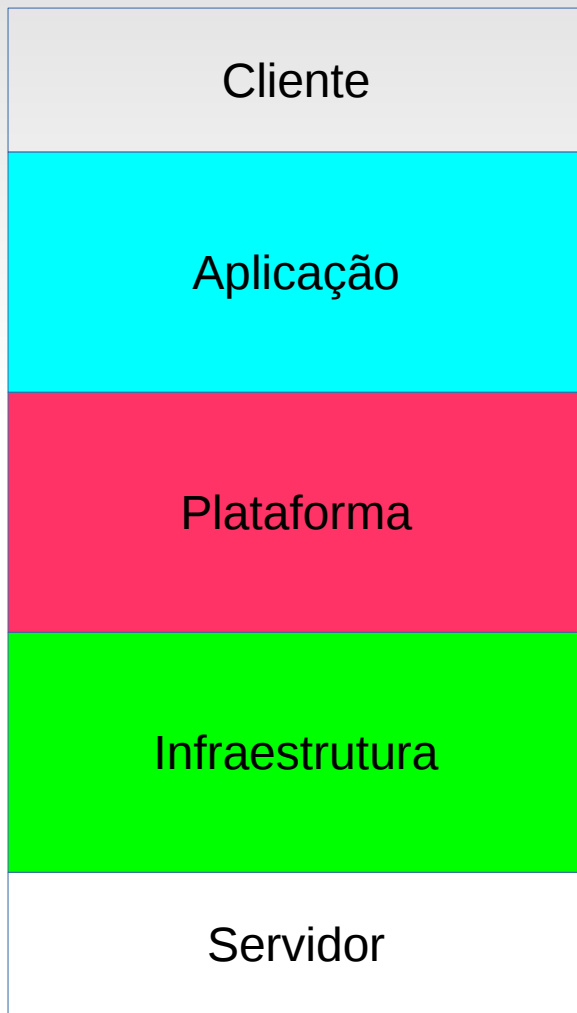 Cliente
Aplicação
Plataforma
Infraestrutura
Servidor